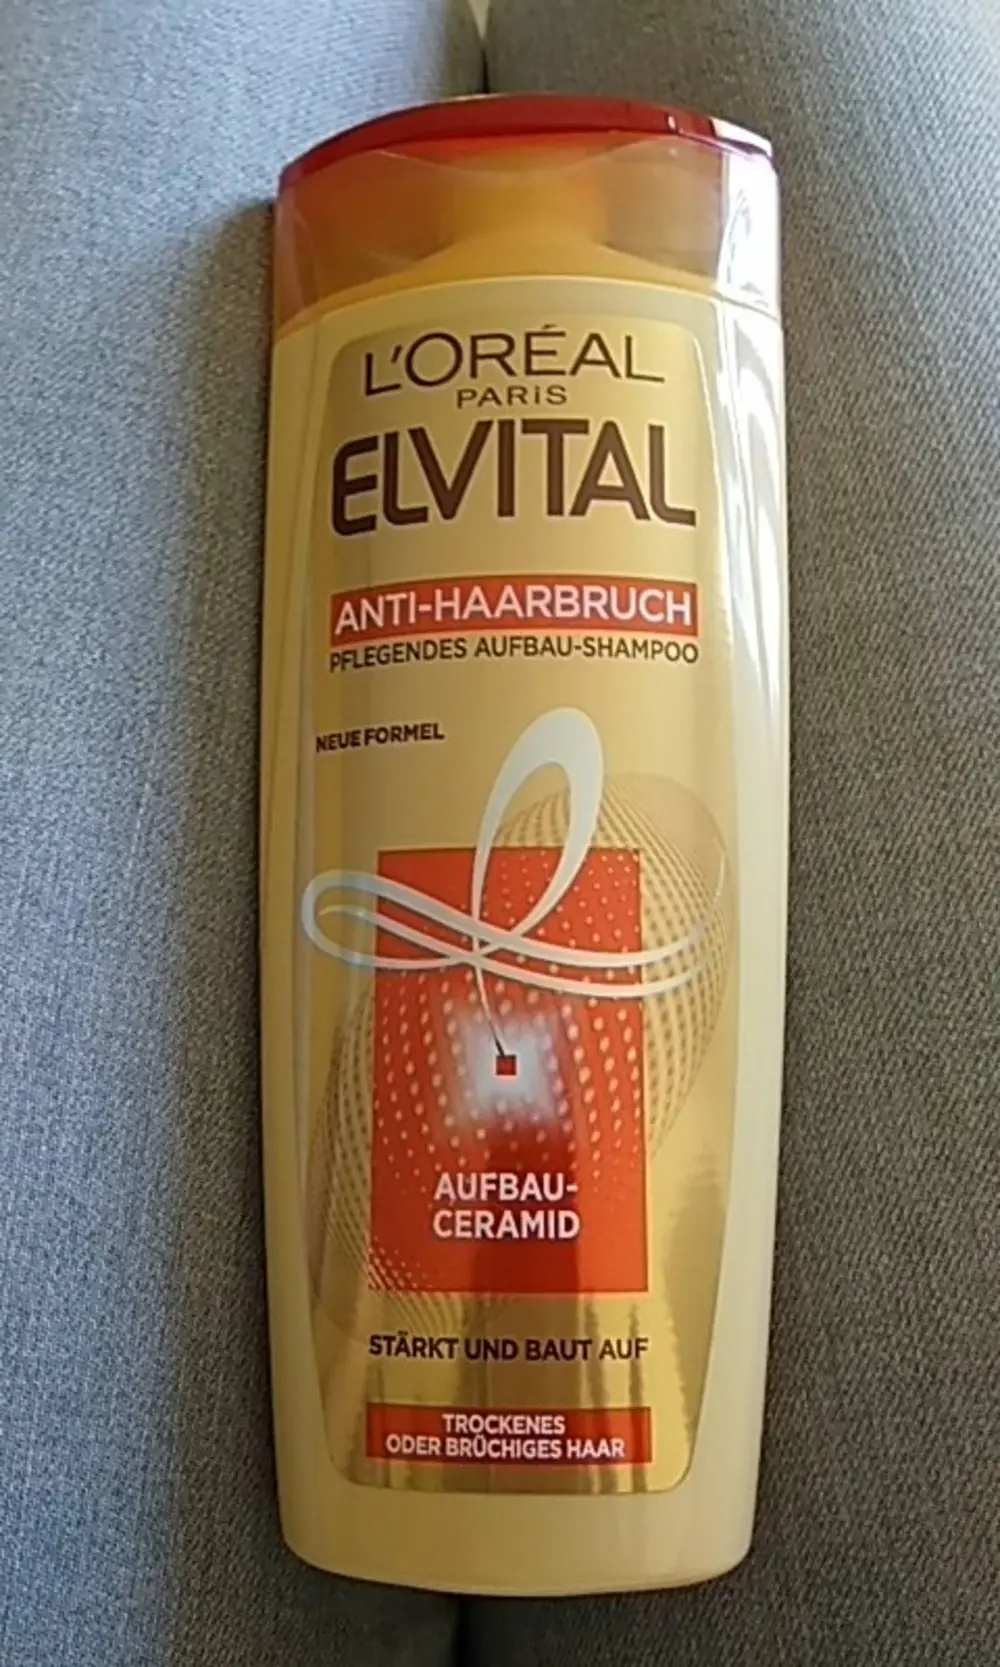 L'ORÉAL
PARIS
ELVITAL
ANTI-HAARBRUCH
PFLEGENDES AUFBAU-SHAMPOO
NEUE FORMEL
AUFBAU-
CERAMID
STÄRKT UND BAUT AUF
TROCKENES
ODER BRÜCHIGES HAAR